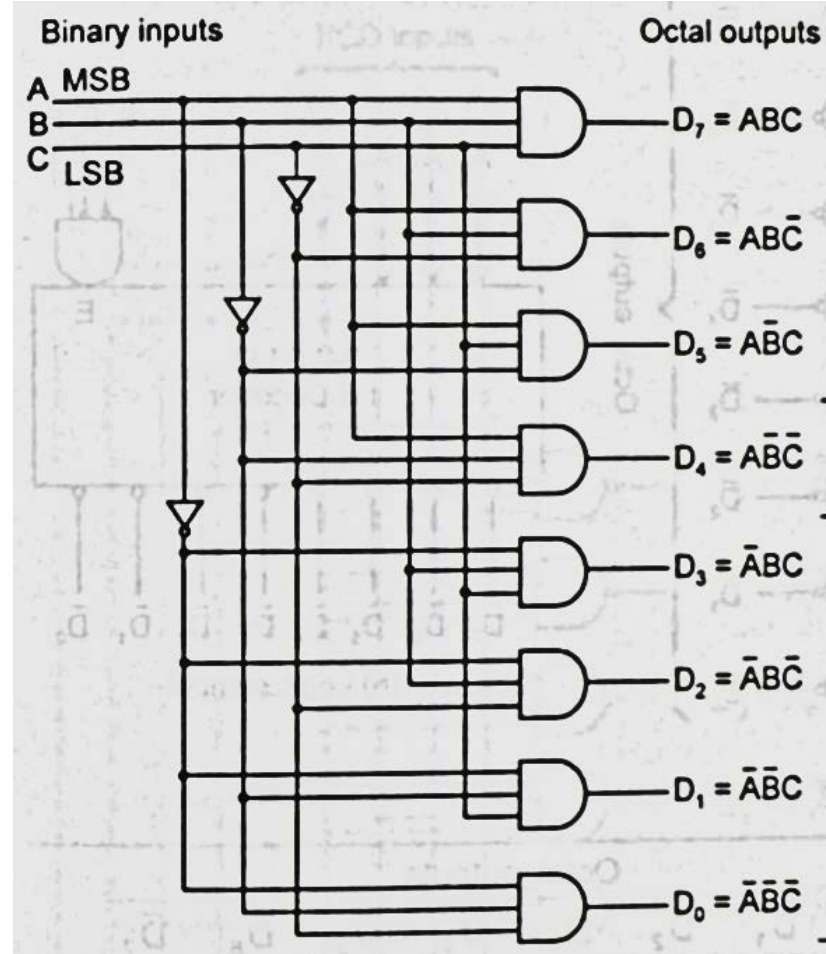 Binary inputs
Octal outputs
A MSB
B
C
LSB
D₇ = ABC
D₆ = ABC̄
D₅ = AB̄C
D₄ = AB̄C̄
D₃ = ĀBC
D₂ = ĀBC̄
D₁ = ĀB̄C
D₀ = ĀB̄C̄